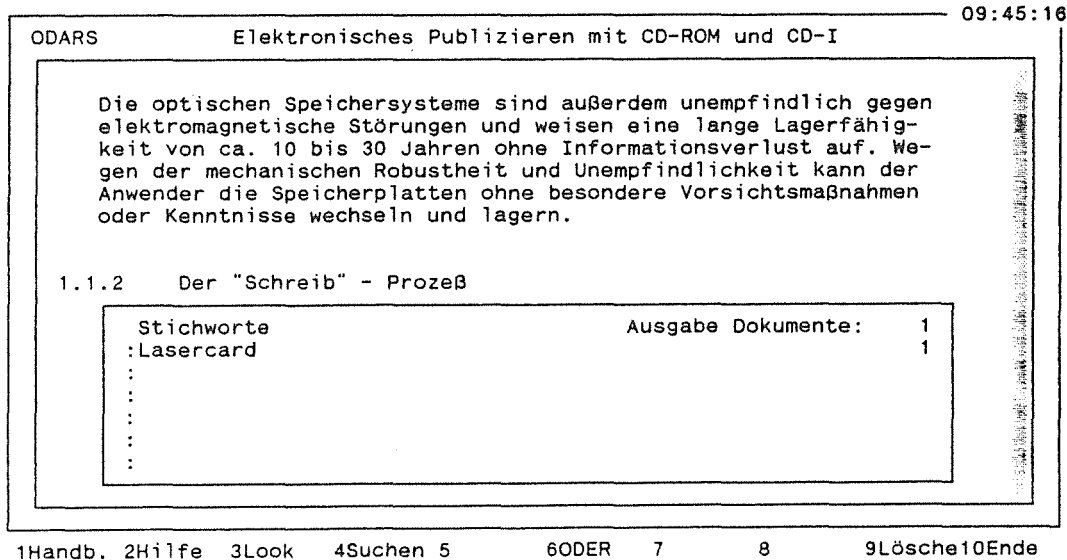 09:45:16
ODARS Elektronisches Publizieren mit CD-ROM und CD-I
Die optischen Speichersysteme sind außerdem unempfindlich gegen
elektromagnetische Störungen und weisen eine lange Lagerfähig-
keit von ca. 10 bis 30 Jahren ohne Informationsverlust auf. We-
gen der mechanischen Robustheit und Unempfindlichkeit kann der
Anwender die Speicherplatten ohne besondere Vorsichtsmaßnahmen
oder Kenntnisse wechseln und lagern.
1.1.2 Der "Schreib" - Prozeß
Stichworte Ausgabe Dokumente: 1
:Lasercard 1
:
:
:
:
:
1Handb. 2Hilfe 3Look 4Suchen 5 6ODER 7 8 9Lösche10Ende